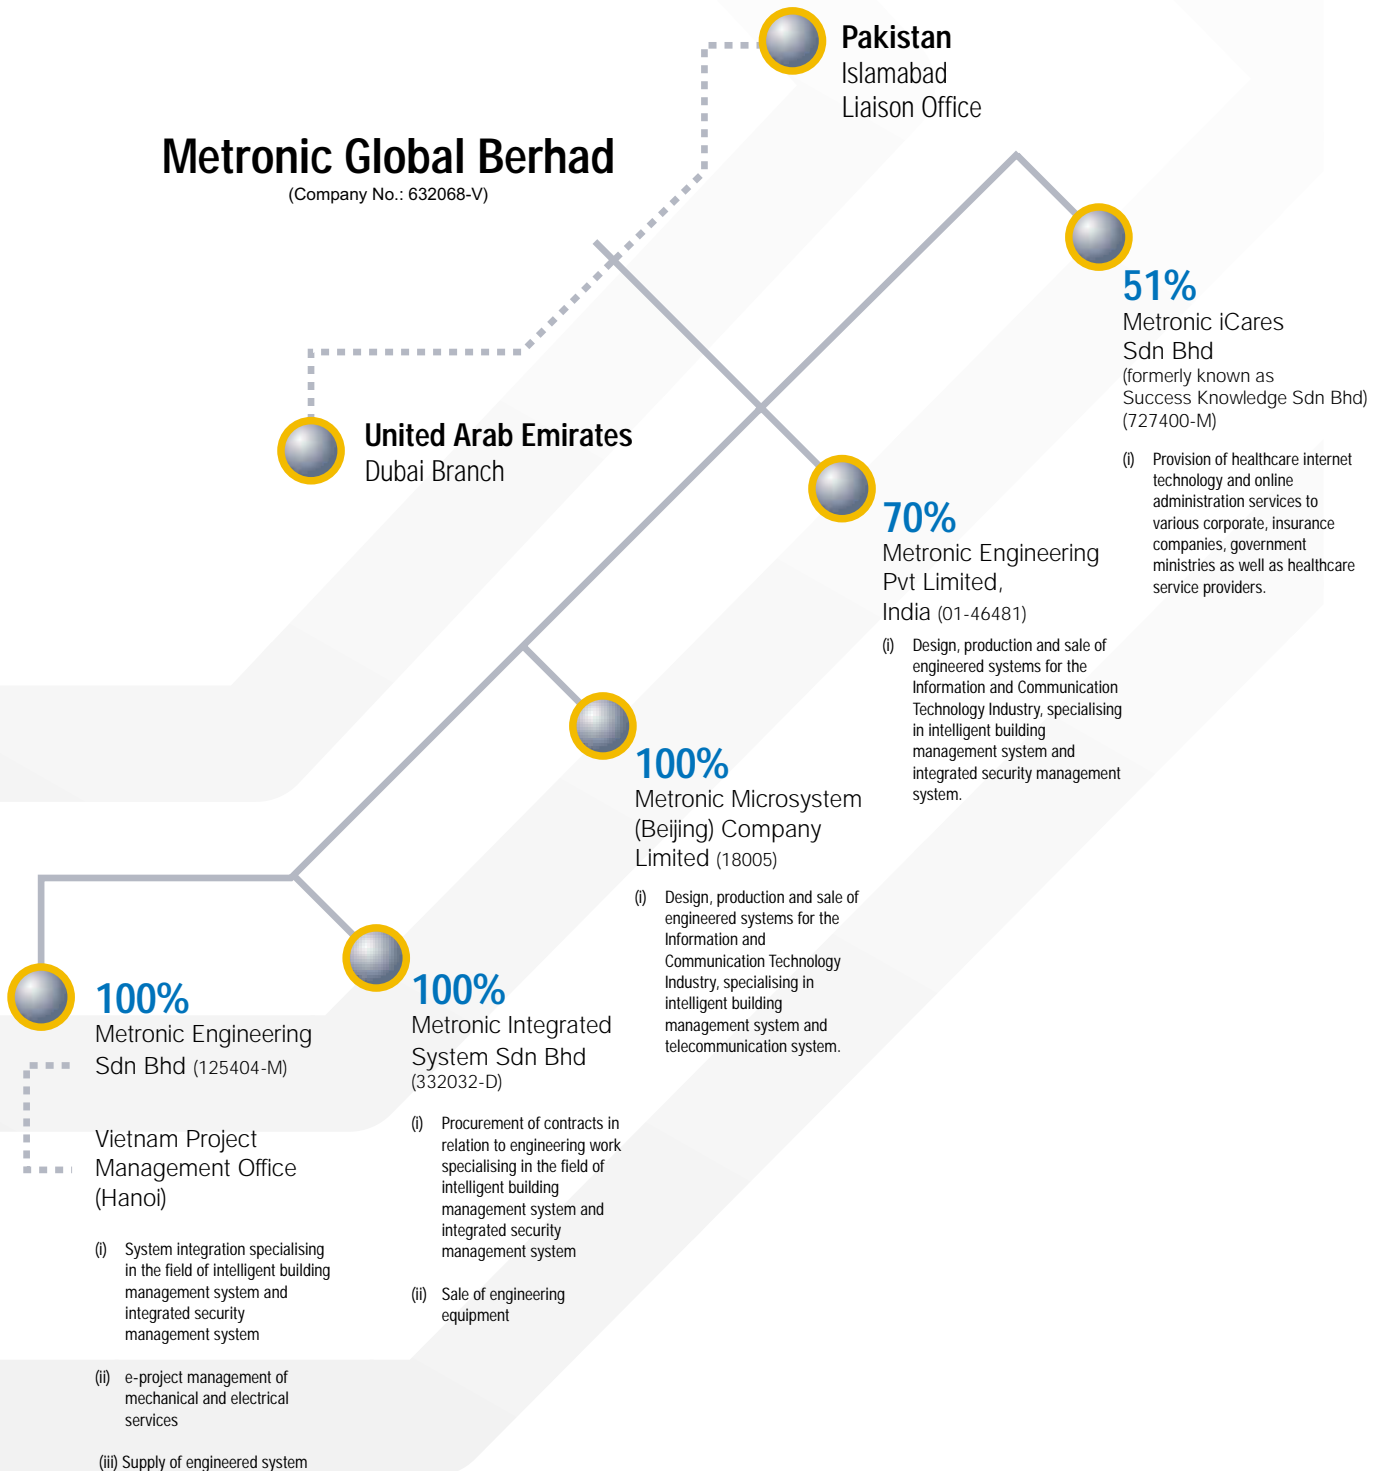 Pakistan
Islamabad
Liaison Office
Metronic Global Berhad
(Company No.: 632068-V)
51%
Metronic iCares
Sdn Bhd
(formerly known as
Success Knowledge Sdn Bhd)
(727400-M)
(i) Provision of healthcare internet
technology and online
administration services to
various corporate, insurance
companies, government
ministries as well as healthcare
service providers.
United Arab Emirates
Dubai Branch
70%
Metronic Engineering
Pvt Limited,
India (01-46481)
(i) Design, production and sale of
engineered systems for the
Information and Communication
Technology Industry, specialising
in intelligent building
management system and
integrated security management
system.
100%
Metronic Microsystem
(Beijing) Company
Limited (18005)
(i) Design, production and sale of
engineered systems for the
Information and
Communication Technology
Industry, specialising in
intelligent building
management system and
telecommunication system.
100%
Metronic Integrated
System Sdn Bhd
(332032-D)
(i) Procurement of contracts in
relation to engineering work
specialising in the field of
intelligent building
management system and
integrated security
management system
(ii) Sale of engineering
equipment
100%
Metronic Engineering
Sdn Bhd (125404-M)
Vietnam Project
Management Office
(Hanoi)
(i) System integration specialising
in the field of intelligent building
management system and
integrated security
management system
(ii) e-project management of
mechanical and electrical
services
(iii) Supply of engineered system